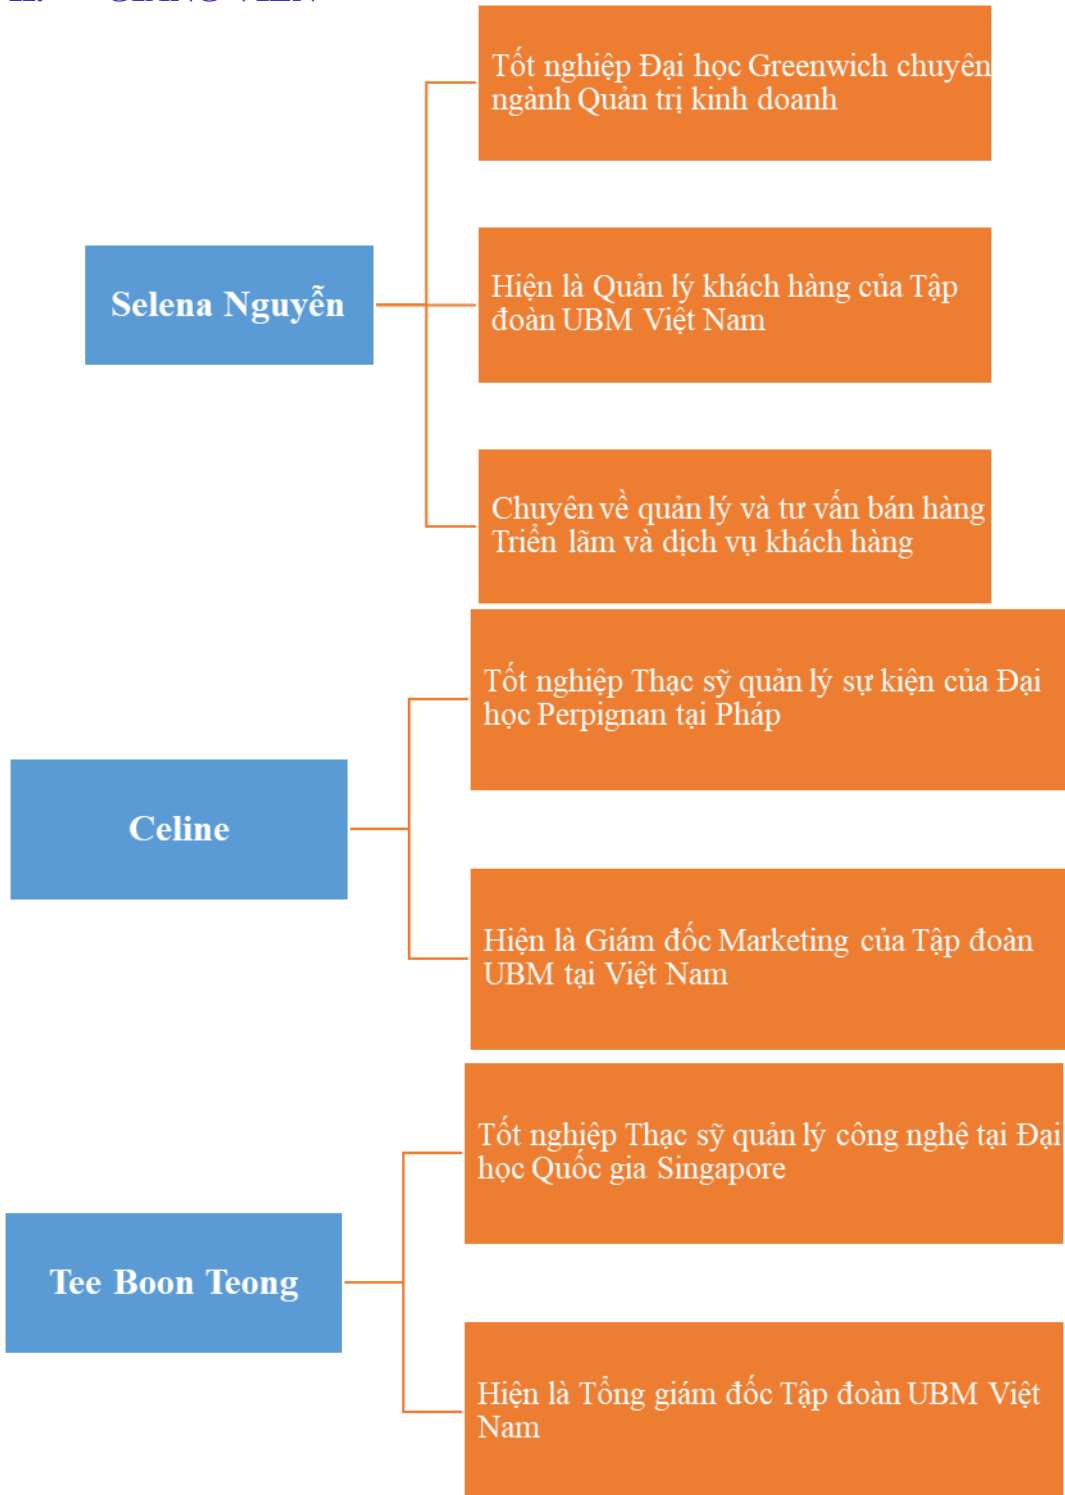 II. GIẢNG VIÊN
Tốt nghiệp Đại học Greenwich chuyên
ngành Quản trị kinh doanh
Selena Nguyễn
Hiện là Quản lý khách hàng của Tập
đoàn UBM Việt Nam
Chuyên về quản lý và tư vấn bán hàng
Triển lãm và dịch vụ khách hàng
Tốt nghiệp Thạc sỹ quản lý sự kiện của Đại
học Perpignan tại Pháp
Celine
Hiện là Giám đốc Marketing của Tập đoàn
UBM tại Việt Nam
Tốt nghiệp Thạc sỹ quản lý công nghệ tại Đại
học Quốc gia Singapore
Tee Boon Teong
Hiện là Tổng giám đốc Tập đoàn UBM Việt
Nam